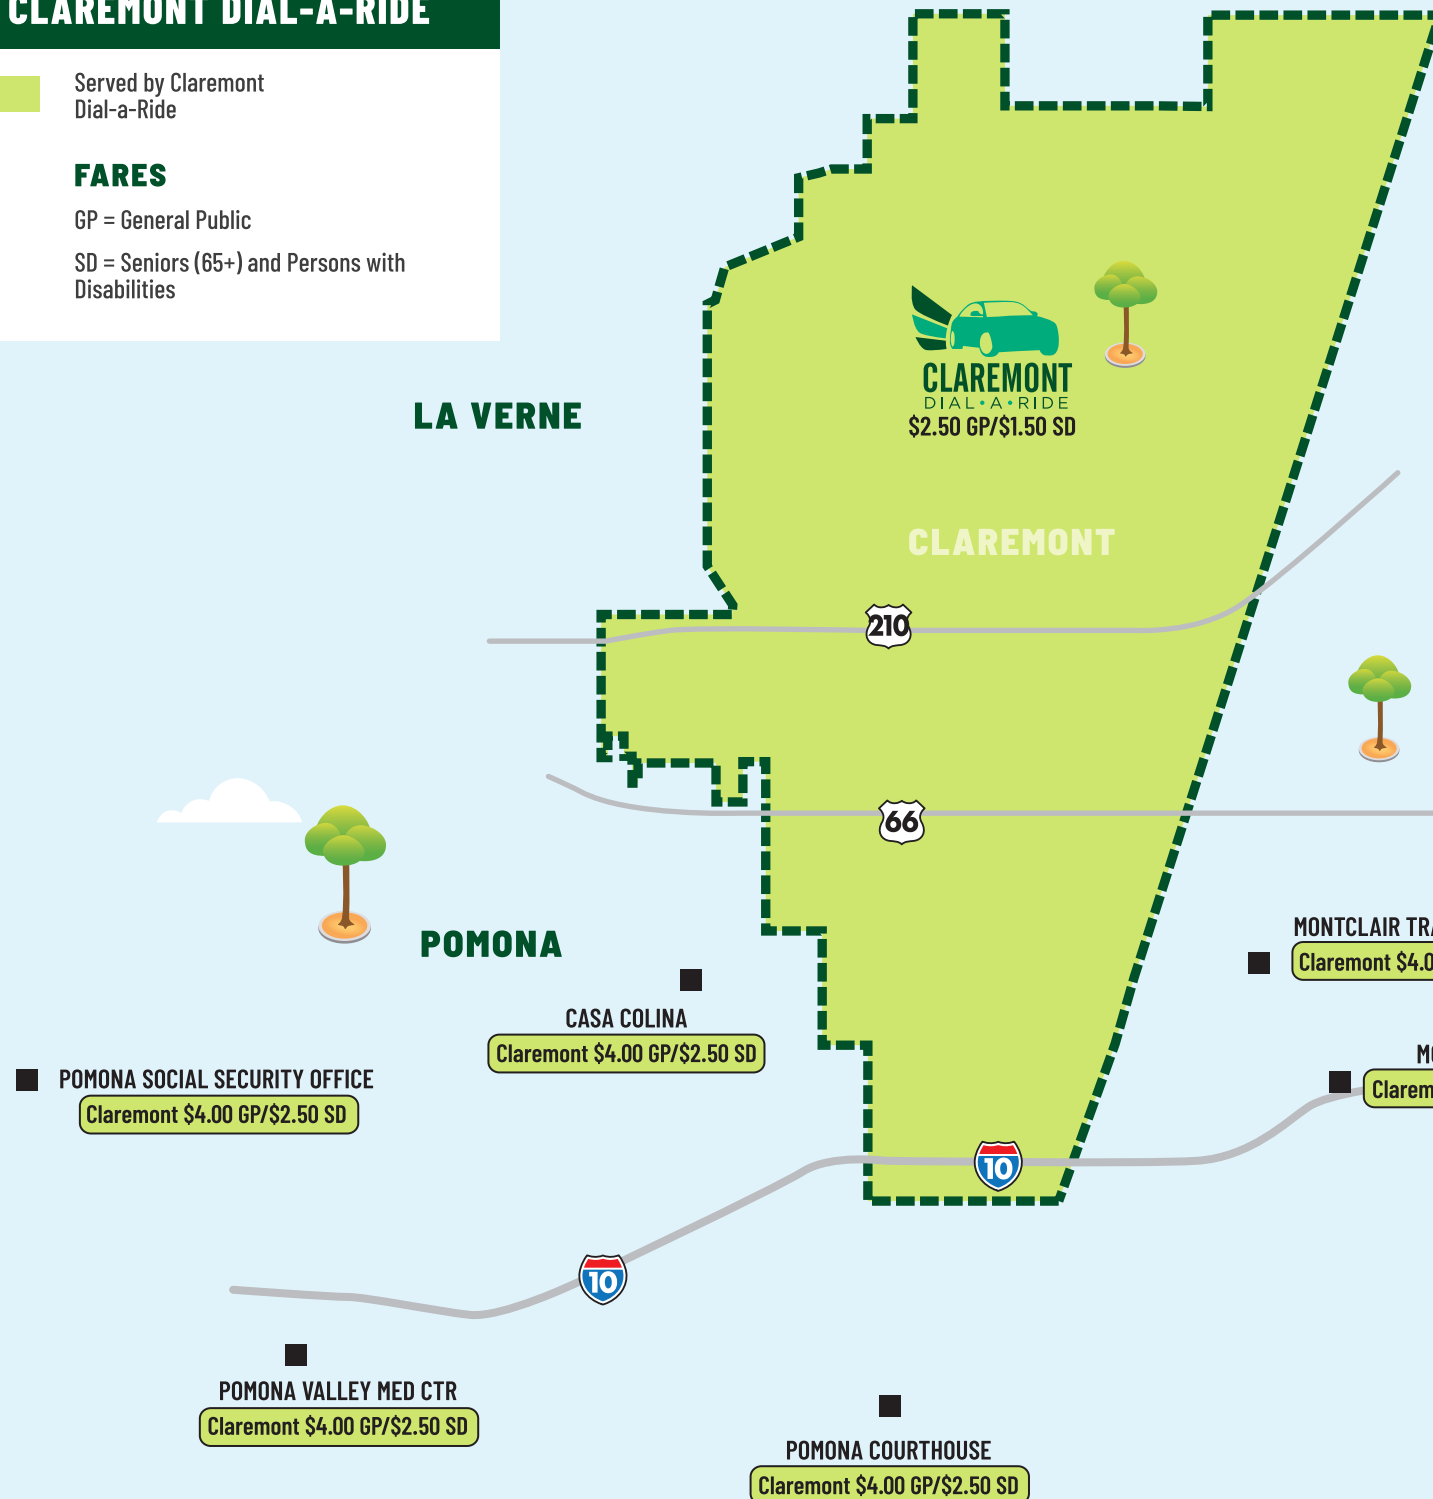 CLAREMONT DIAL-A-RIDE
Served by Claremont
Dial-a-Ride
FARES
GP = General Public
SD = Seniors (65+) and Persons with
Disabilities
CLAREMONT
DIAL•A•RIDE
$2.50 GP/$1.50 SD
LA VERNE
CLAREMONT
210
66
POMONA
MONTCLAIR
Claremont $4.0
CASA COLINA
Claremont $4.00 GP/$2.50 SD
POMONA SOCIAL SECURITY OFFICE
Claremont $4.00 GP/$2.50 SD
10
10
POMONA VALLEY MED CTR
Claremont $4.00 GP/$2.50 SD
POMONA COURTHOUSE
Claremont $4.00 GP/$2.50 SD